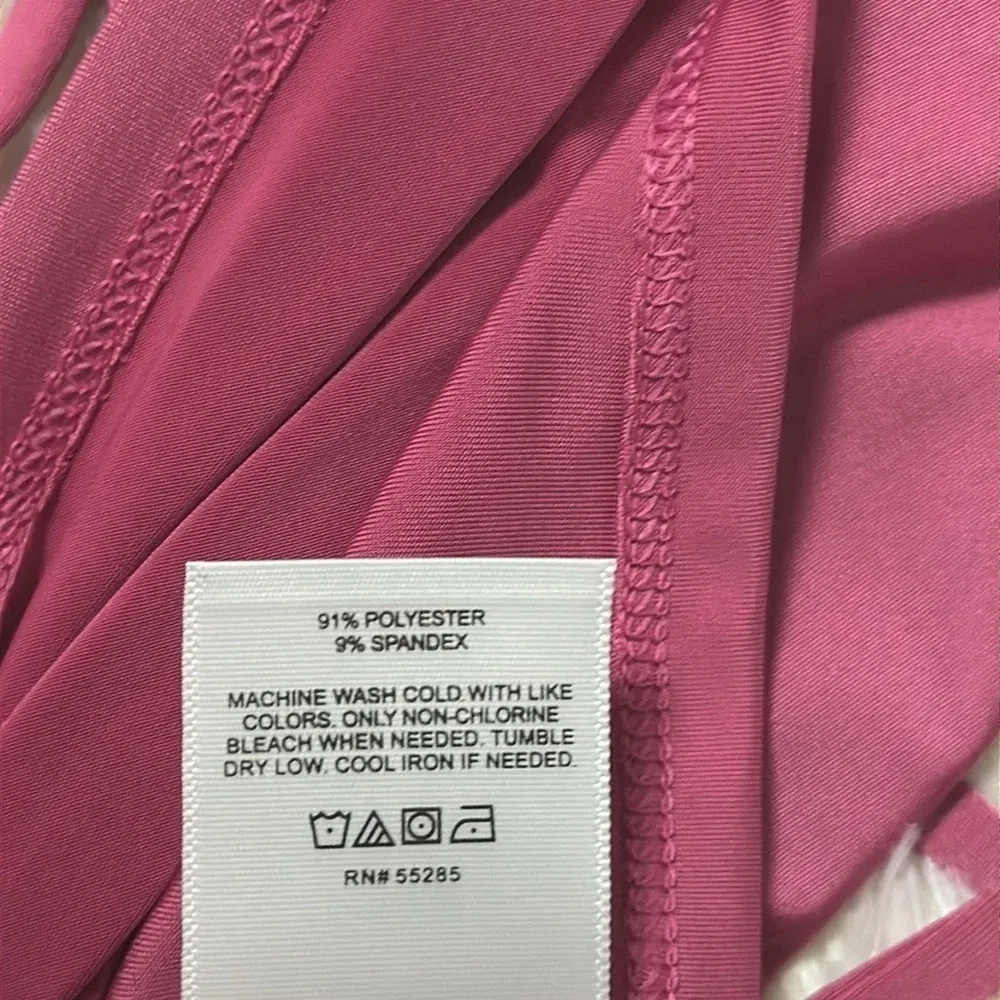 91% POLYESTER
9% SPANDEX
MACHINE WASH COLD WITH LIKE
COLORS. ONLY NON-CHLORINE
BLEACH WHEN NEEDED. TUMBLE
DRY LOW. COOL IRON IF NEEDED.
RN# 55285